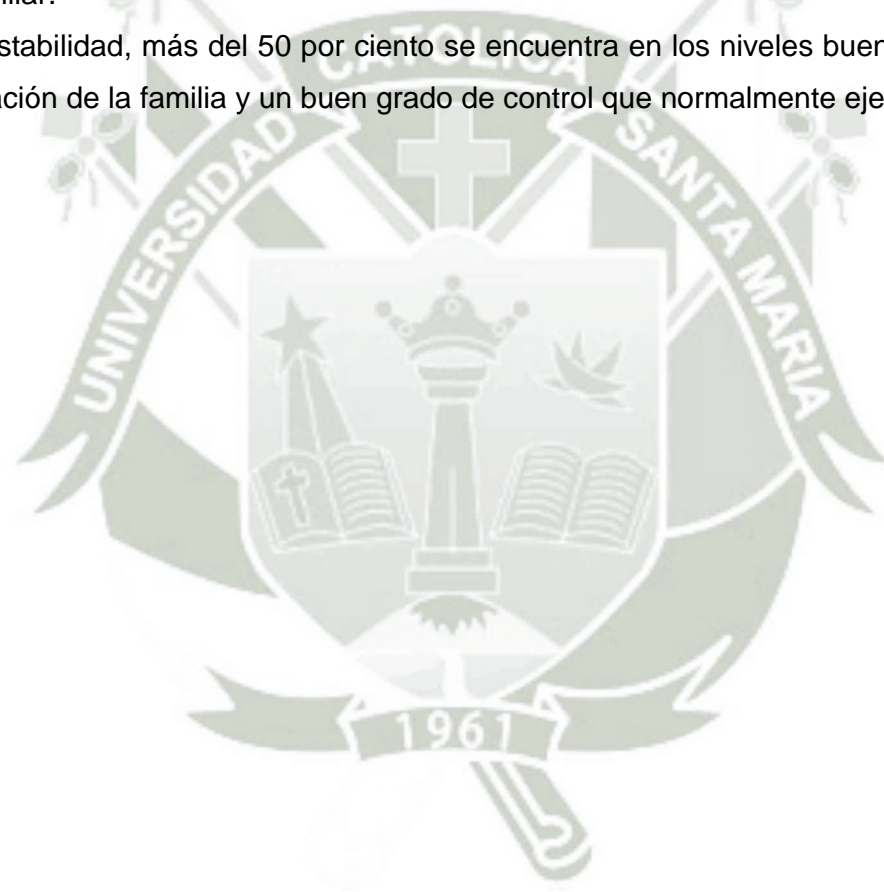 stabilidad, más del 50 por ciento se encuentra en los niveles buen
ación de la familia y un buen grado de control que normalmente eje
CATOLICA
UNIVERSIDAD
SANTA MARIA
1961